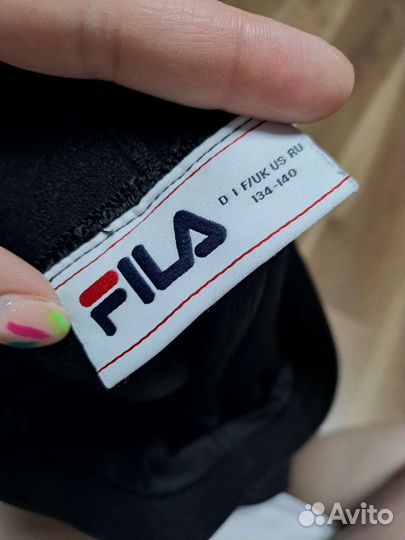 FILA
D I F/UK US RU
134-140
Avito